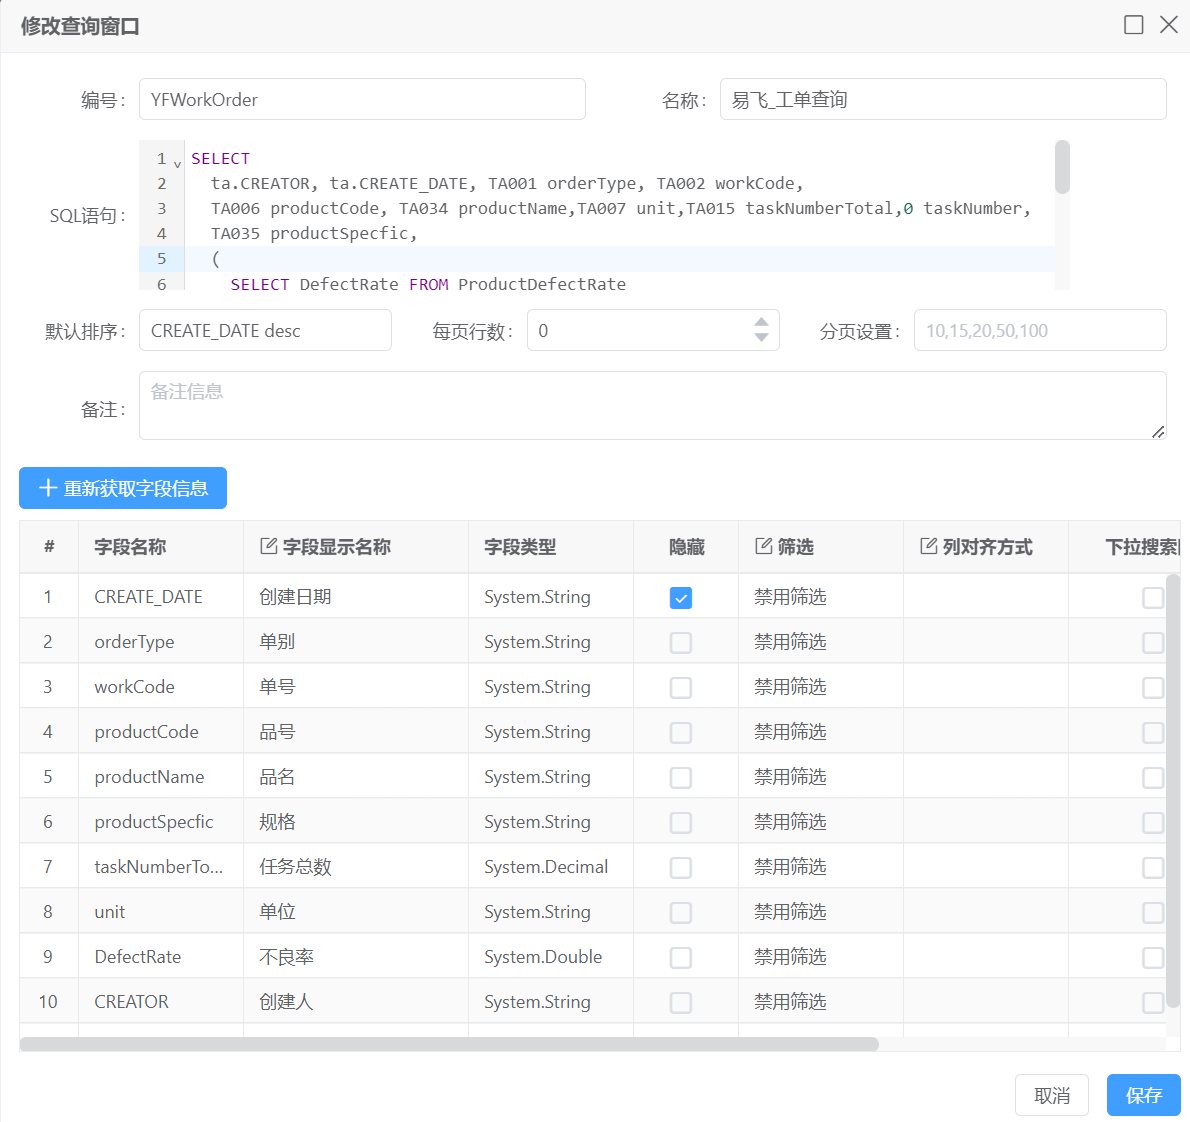 修改查询窗口
编号: YFWorkOrder 名称: 易飞_工单查询
SQL语句:
1 SELECT
2 ta.CREATOR, ta.CREATE_DATE, TA001 orderType, TA002 workCode,
3 TA006 productCode, TA034 productName,TA007 unit,TA015 taskNumberTotal,0 taskNumber,
4 TA035 productSpecfic,
5 (
6 SELECT DefectRate FROM ProductDefectRate
默认排序: CREATE_DATE desc 每页行数: 0 分页设置: 10,15,20,50,100
备注: 备注信息
重新获取字段信息
# 字段名称 字段显示名称 字段类型 隐藏 筛选 列对齐方式 下拉搜索
1 CREATE_DATE 创建日期 System.String 禁用筛选
2 orderType 单别 System.String 禁用筛选
3 workCode 单号 System.String 禁用筛选
4 productCode 品号 System.String 禁用筛选
5 productName 品名 System.String 禁用筛选
6 productSpecfic 规格 System.String 禁用筛选
7 taskNumberTo... 任务总数 System.Decimal 禁用筛选
8 unit 单位 System.String 禁用筛选
9 DefectRate 不良率 System.Double 禁用筛选
10 CREATOR 创建人 System.String 禁用筛选
取消 保存